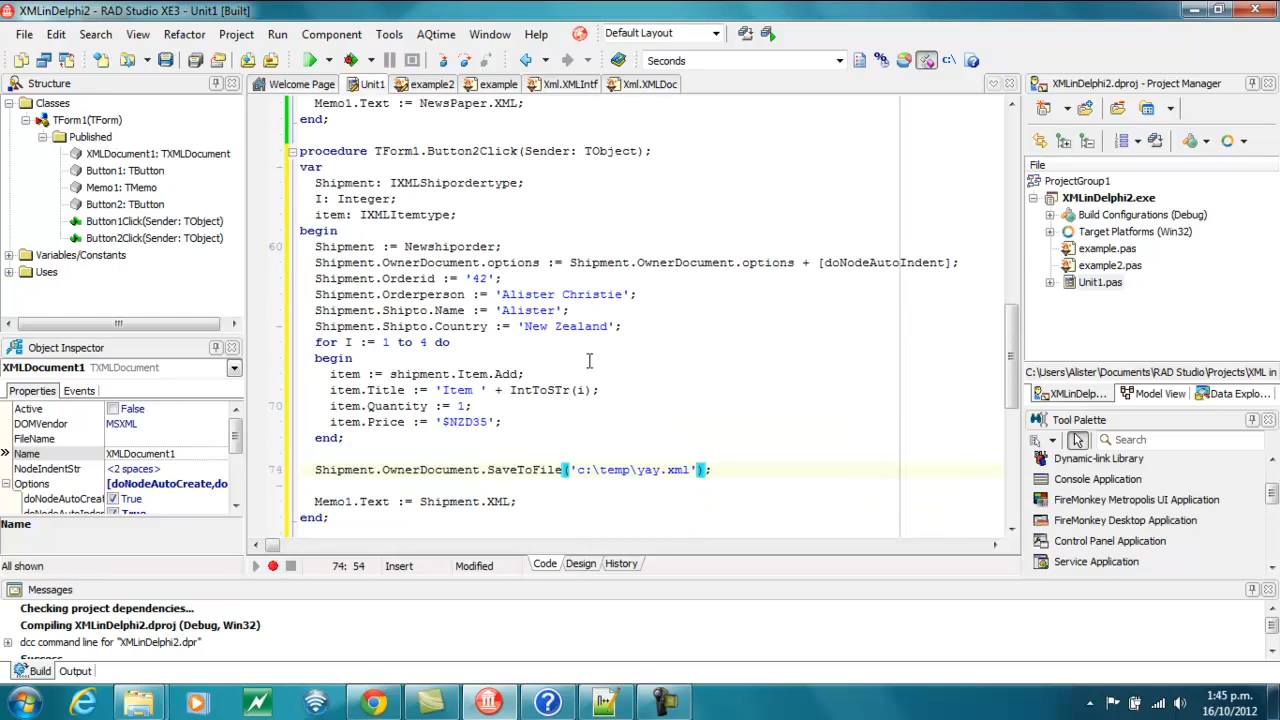 XMLinDelphi2 - RAD Studio XE3 - Unit1 [Built]
File Edit Search View Refactor Project Run Component Tools AQtime Window Help Default Layout
Seconds
Structure
Classes
TForm1(TForm)
Published
XMLDocument1: TXMLDocument
Button1: TButton
Memo1: TMemo
Button2: TButton
Button1Click(Sender: TObject)
Button2Click(Sender: TObject)
Variables/Constants
Uses
Object Inspector
XMLDocument1: TXMLDocument
Properties Events
Active False
DOMVendor MSXML
FileName
Name XMLDocument1
NodeIndentStr <2 spaces>
Options [doNodeAutoCreate,do
doNodeAutoCreat True
Name
All shown
Welcome Page Unit1 example2 example Xml.XMLIntf Xml.XMLDoc
Memo1.Text := NewsPaper.XML;
end;
procedure TForm1.Button2Click(Sender: TObject);
var
Shipment: IXMLShipordertype;
I: Integer;
item: IXMLItemtype;
begin
60 Shipment := Newshiporder;
Shipment.OwnerDocument.options := Shipment.OwnerDocument.options + [doNodeAutoIndent];
Shipment.Orderid := '42';
Shipment.Orderperson := 'Alister Christie';
Shipment.Shipto.Name := 'Alister';
Shipment.Shipto.Country := 'New Zealand';
for I := 1 to 4 do
begin
item := shipment.Item.Add;
item.Title := 'Item ' + IntToSTr(i);
70 item.Quantity := 1;
item.Price := '$NZD35';
end;
74 Shipment.OwnerDocument.SaveToFile('c:\temp\yay.xml');
Memo1.Text := Shipment.XML;
end;
74: 54 Insert Modified Code Design History
XMLinDelphi2.dproj - Project Manager
File
ProjectGroup1
XMLinDelphi2.exe
Build Configurations (Debug)
Target Platforms (Win32)
example.pas
example2.pas
Unit1.pas
C:\Users\Alister\Documents\RAD Studio\Projects\XML in
XMLinDelp... Model View Data Explo...
Tool Palette
Search
Dynamic-link Library
Console Application
FireMonkey Metropolis UI Application
FireMonkey Desktop Application
Control Panel Application
Service Application
Messages
Checking project dependencies...
Compiling XMLinDelphi2.dproj (Debug, Win32)
dcc command line for "XMLinDelphi2.dpr"
Success
Build Output
1:45 p.m.
16/10/2012